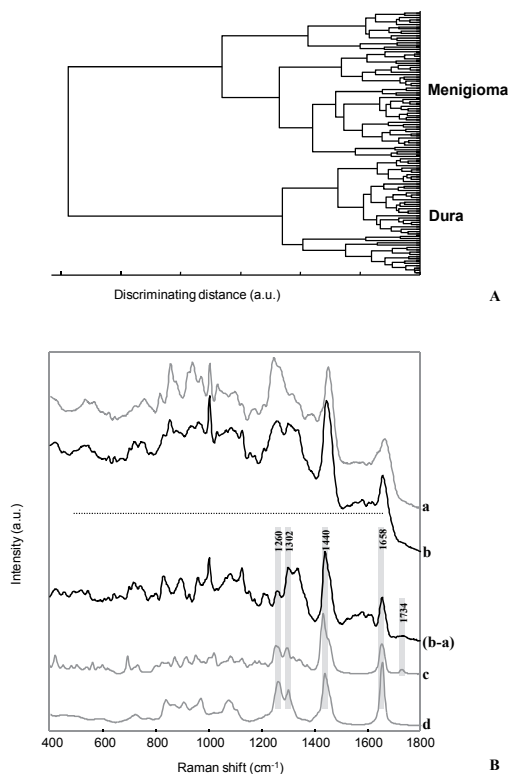 Menigioma
Dura
Discriminating distance (a.u.)
A
Intensity (a.u.)
1260
1302
1440
1658
1734
a
b
(b-a)
c
d
400 600 800 1000 1200 1400 1600 1800
Raman shift (cm⁻¹)
B